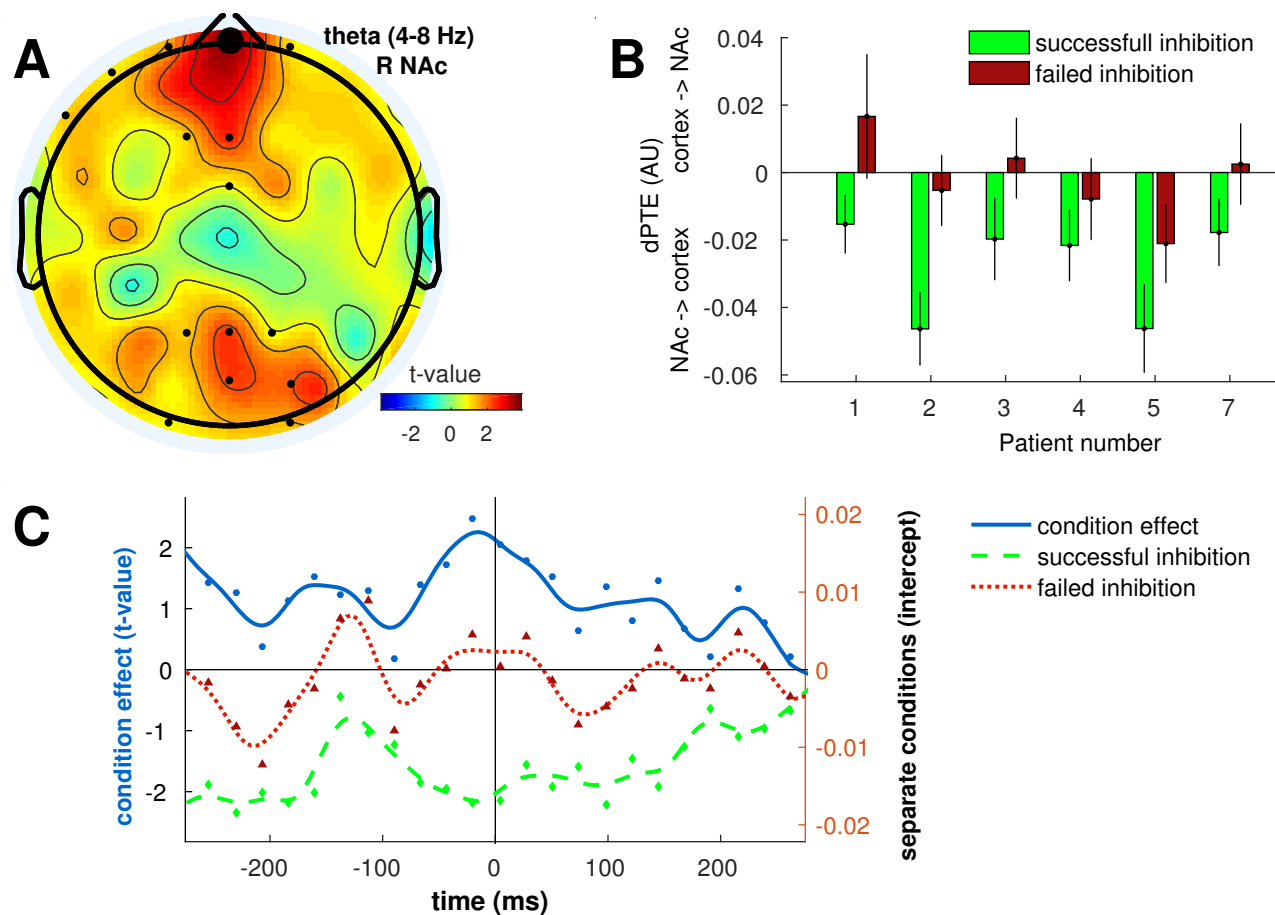 A
theta (4-8 Hz)
R NAc
t-value
-2 0 2
B
successfull inhibition
failed inhibition
0.04
0.02
0
-0.02
-0.04
-0.06
dPTE (AU)
NAc -> cortex cortex -> NAc
1 2 3 4 5 7
Patient number
C
condition effect (t-value)
2
1
0
-1
-2
-200 -100 0 100 200
time (ms)
0.02
0.01
0
-0.01
-0.02
separate conditions (intercept)
condition effect
successful inhibition
failed inhibition